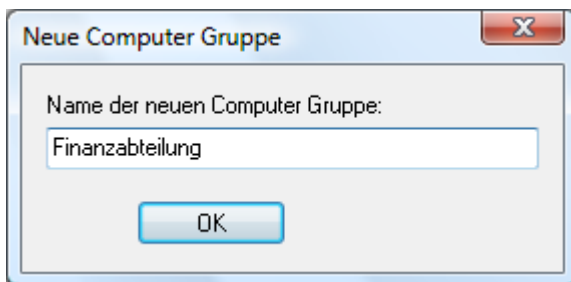 Neue Computer Gruppe
Name der neuen Computer Gruppe:
Finanzabteilung
OK